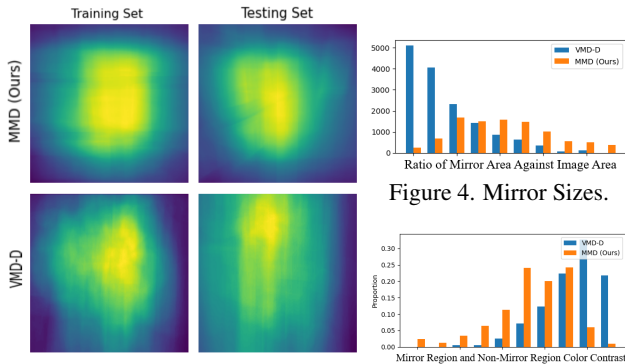 Training Set
Testing Set
MMD (Ours)
VMD-D
5000
4000
3000
2000
1000
0
VMD-D
MMD (Ours)
Ratio of Mirror Area Against Image Area
Figure 4. Mirror Sizes.
Proportion
0.30
0.25
0.20
0.15
0.10
0.05
0.00
VMD-D
MMD (Ours)
Mirror Region and Non-Mirror Region Color Contrast